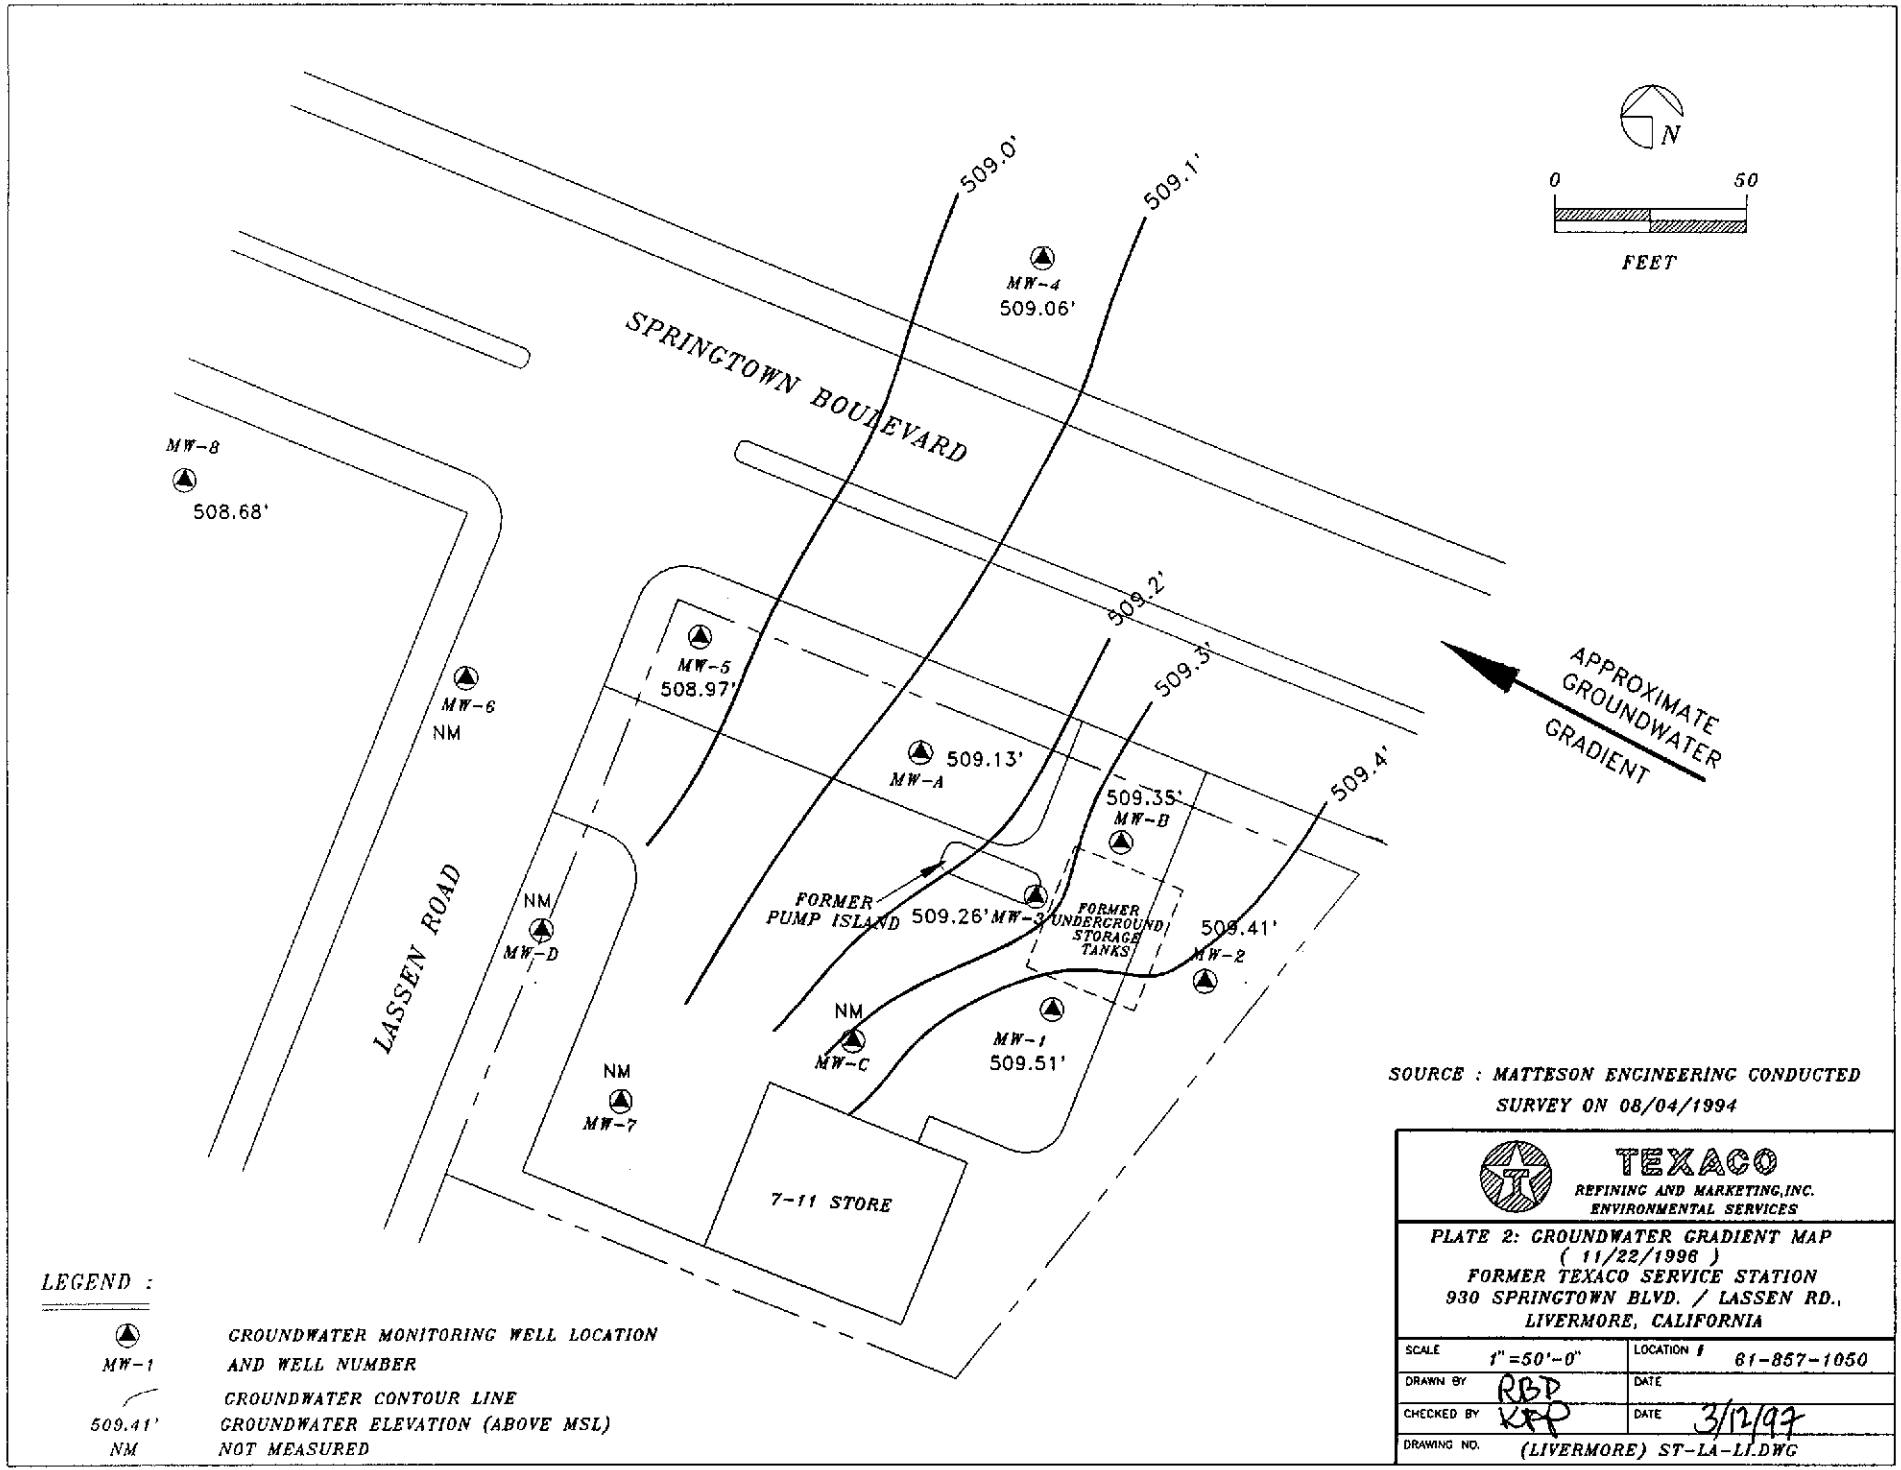 509.0'
509.1'
N
0 50
FEET
MW-4
509.06'
SPRINGTOWN BOULEVARD
MW-8
508.68'
509.2'
509.3'
509.4'
APPROXIMATE
GROUNDWATER
GRADIENT
MW-5
508.97'
MW-6
NM
509.13'
MW-A
509.35'
MW-B
FORMER
PUMP ISLAND
509.26' MW-3
FORMER
UNDERGROUND
STORAGE
TANKS
509.41'
MW-2
NM
MW-D
LASSEN ROAD
NM
MW-C
MW-1
509.51'
NM
MW-7
7-11 STORE
SOURCE : MATTESON ENGINEERING CONDUCTED
SURVEY ON 08/04/1994
T
TEXACO
REFINING AND MARKETING,INC.
ENVIRONMENTAL SERVICES
PLATE 2: GROUNDWATER GRADIENT MAP
( 11/22/1996 )
FORMER TEXACO SERVICE STATION
930 SPRINGTOWN BLVD. / LASSEN RD.,
LIVERMORE, CALIFORNIA
SCALE 1"=50'-0" LOCATION # 61-857-1050
DRAWN BY RBD DATE
CHECKED BY KAP DATE 3/12/97
DRAWING NO. (LIVERMORE) ST-LA-LI.DWG
LEGEND :
MW-1
GROUNDWATER MONITORING WELL LOCATION
AND WELL NUMBER
GROUNDWATER CONTOUR LINE
509.41' GROUNDWATER ELEVATION (ABOVE MSL)
NM NOT MEASURED